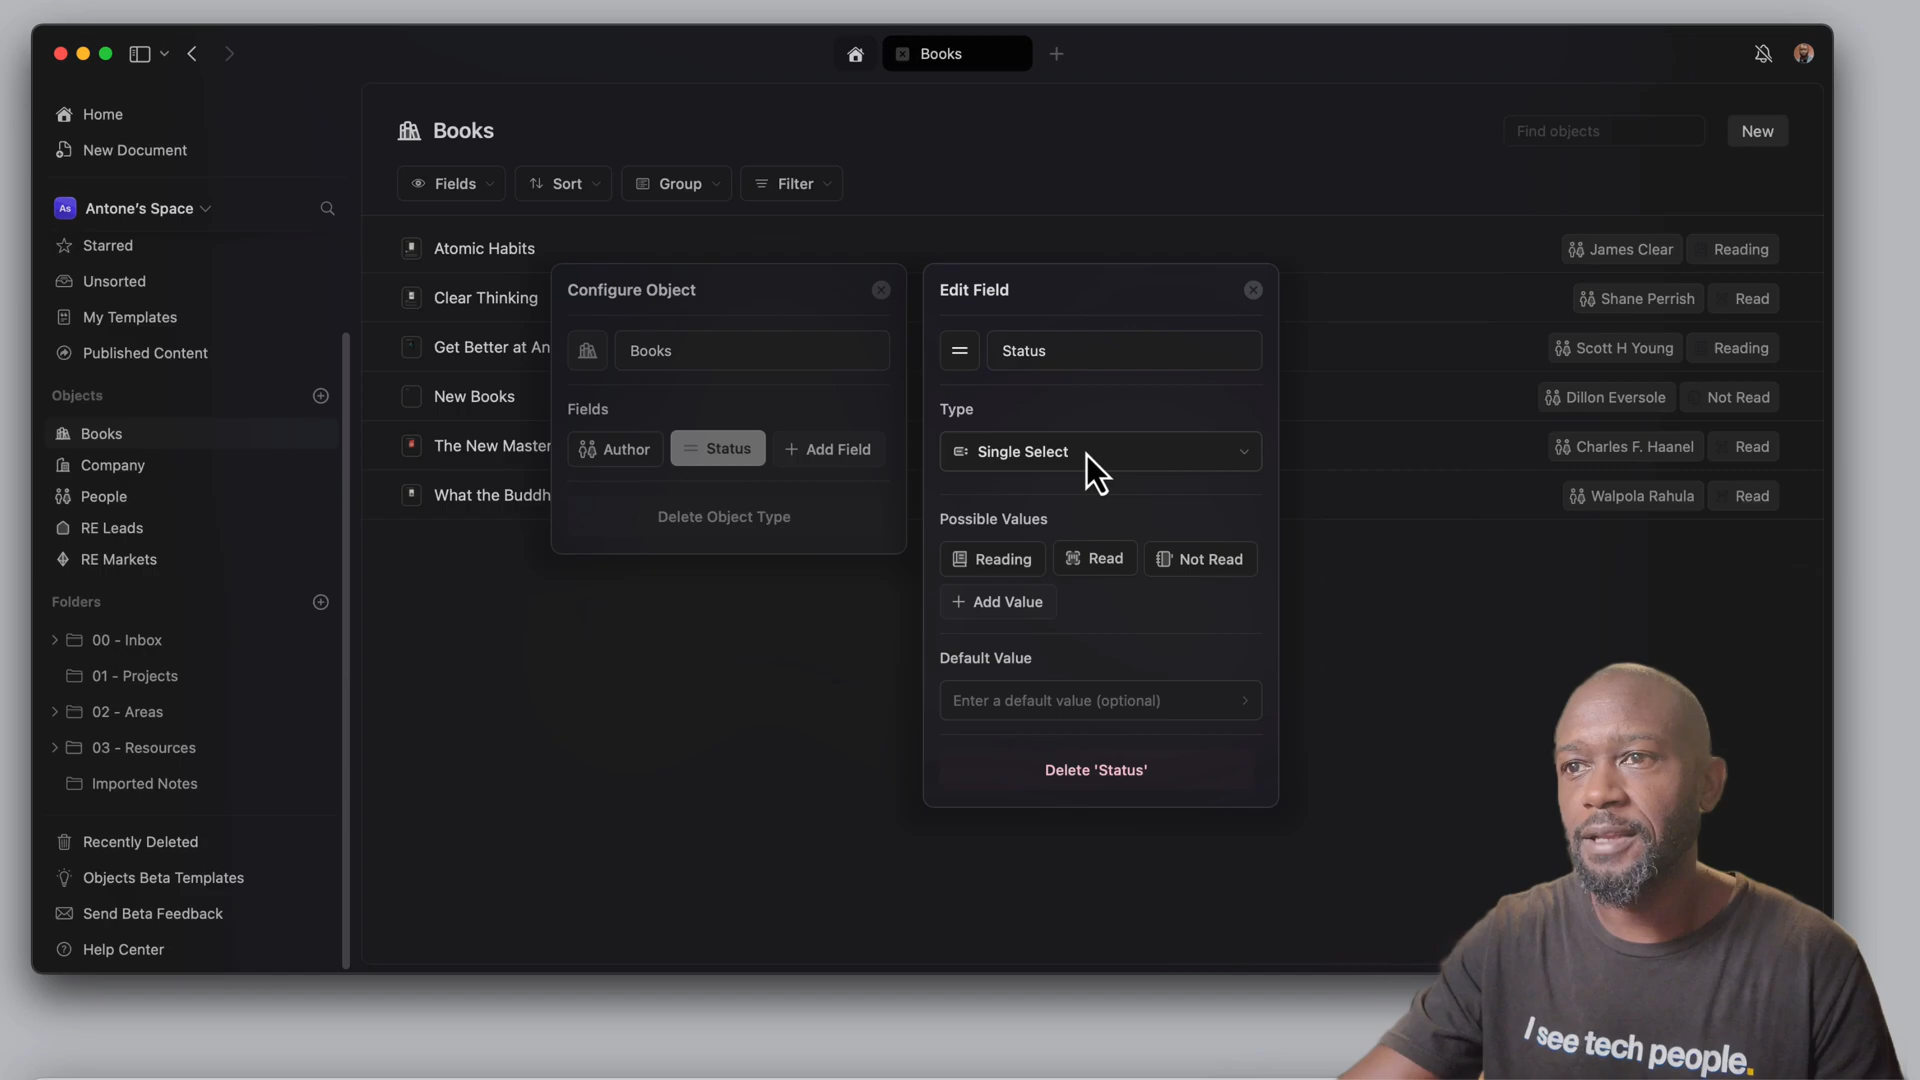 Books
Home
New Document
As Antone's Space
Starred
Unsorted
My Templates
Published Content
Objects
Books
Company
People
RE Leads
RE Markets
Folders
00 - Inbox
01 - Projects
02 - Areas
03 - Resources
Imported Notes
Recently Deleted
Objects Beta Templates
Send Beta Feedback
Help Center
Books
Find objects
New
Fields Sort Group Filter
Atomic Habits James Clear Reading
Clear Thinking Shane Perrish Read
Get Better at An Scott H Young Reading
New Books Dillon Eversole Not Read
The New Master Charles F. Haanel Read
What the Buddh Walpola Rahula Read
Configure Object
Books
Fields
Author Status + Add Field
Delete Object Type
Edit Field
Status
Type
Single Select
Possible Values
Reading Read Not Read
+ Add Value
Default Value
Enter a default value (optional)
Delete 'Status'
I see tech people.